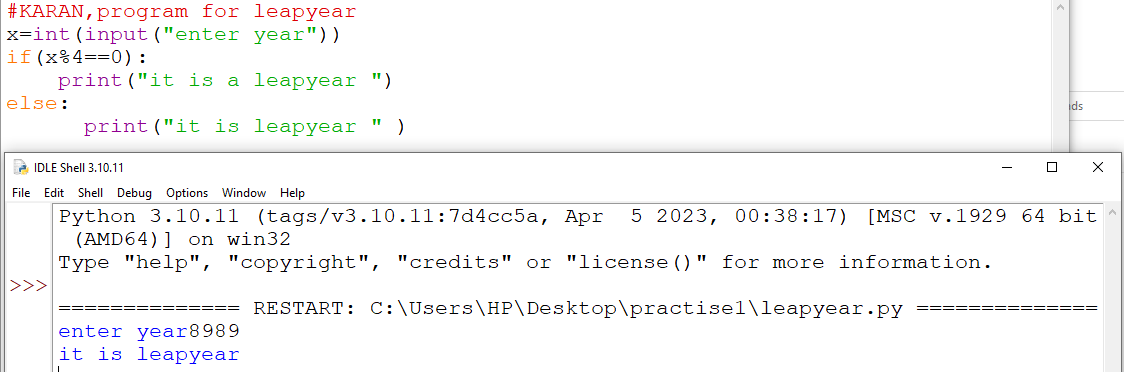 #KARAN,program for leapyear
x=int(input("enter year"))
if(x%4==0):
    print("it is a leapyear ")
else:
      print("it is leapyear " )
ds
IDLE Shell 3.10.11
File Edit Shell Debug Options Window Help
Python 3.10.11 (tags/v3.10.11:7d4cc5a, Apr  5 2023, 00:38:17) [MSC v.1929 64 bit
 (AMD64)] on win32
Type "help", "copyright", "credits" or "license()" for more information.
>>>
============== RESTART: C:\Users\HP\Desktop\practise1\leapyear.py ==============
enter year8989
it is leapyear